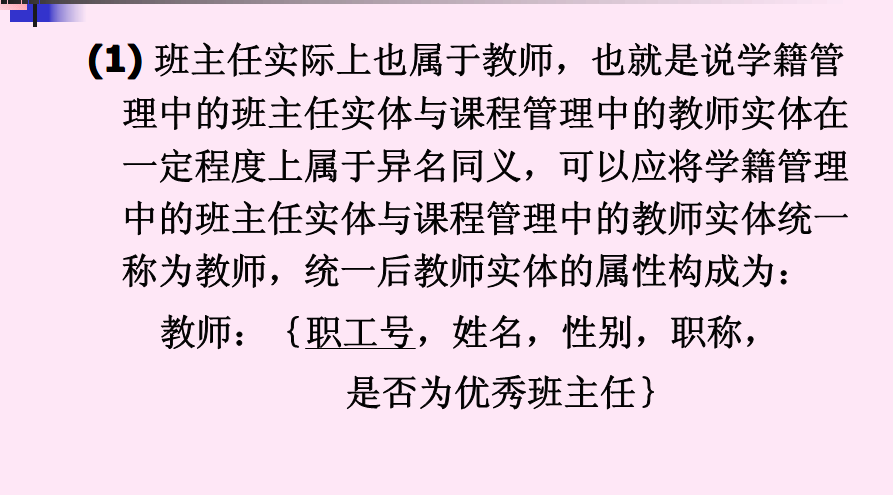 (1) 班主任实际上也属于教师，也就是说学籍管
理中的班主任实体与课程管理中的教师实体在
一定程度上属于异名同义，可以应将学籍管理
中的班主任实体与课程管理中的教师实体统一
称为教师，统一后教师实体的属性构成为：
教师：｛职工号，姓名，性别，职称，
是否为优秀班主任｝